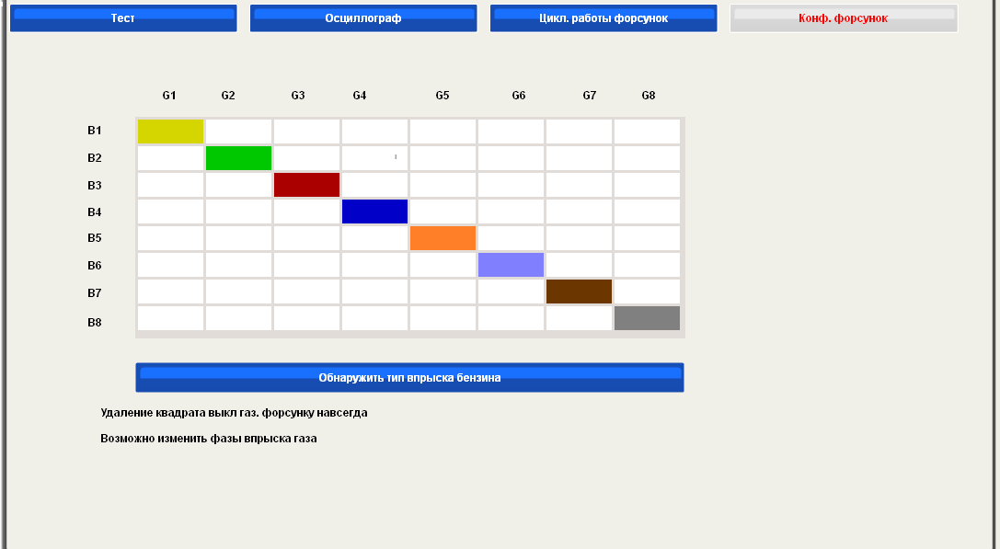 Тест Осциллограф Цикл. работы форсунок Конф. форсунок
G1 G2 G3 G4 G5 G6 G7 G8
B1
B2
B3
B4
B5
B6
B7
B8
Обнаружить тип впрыска бензина
Удаление квадрата выкл газ. форсунку навсегда
Возможно изменить фазы впрыска газа